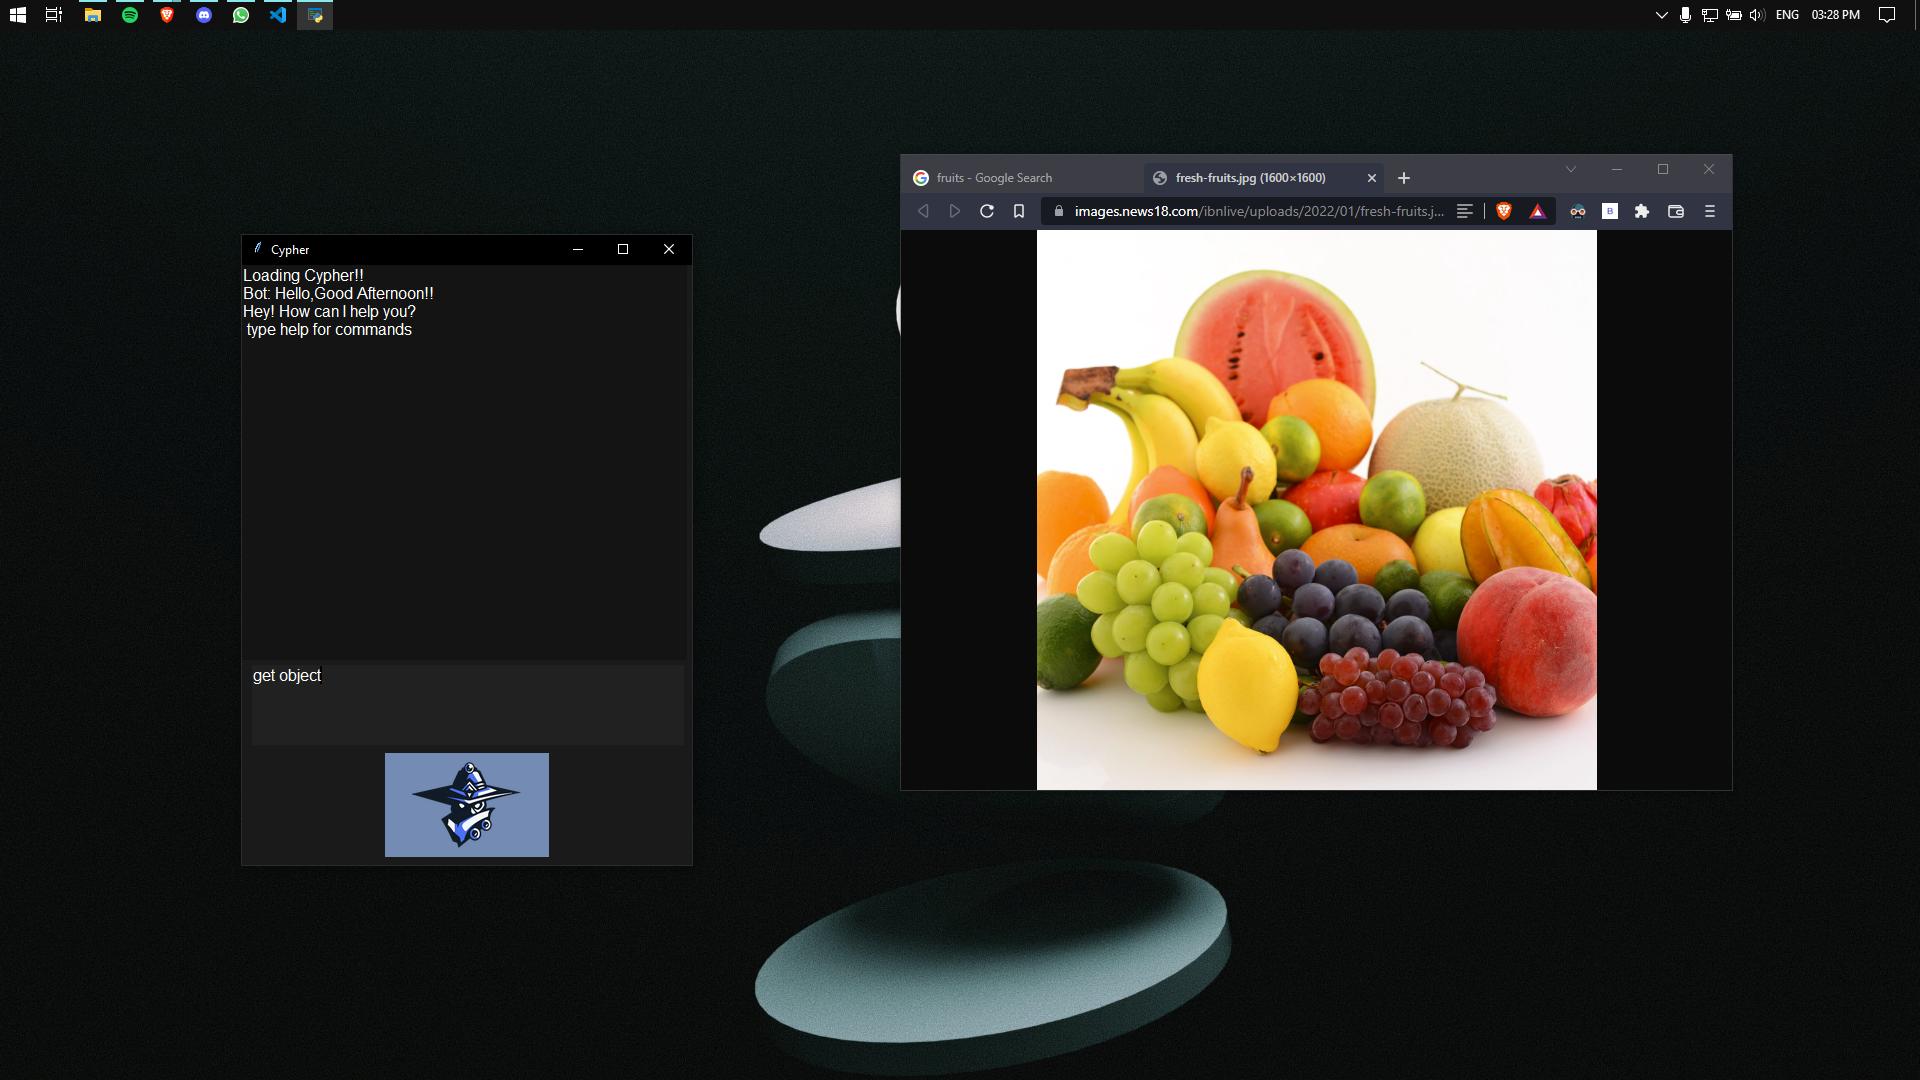 ENG 03:28 PM
fruits - Google Search
fresh-fruits.jpg (1600×1600)
images.news18.com/ibnlive/uploads/2022/01/fresh-fruits.j...
B
Cypher
Loading Cypher!!
Bot: Hello,Good Afternoon!!
Hey! How can I help you?
type help for commands
get object